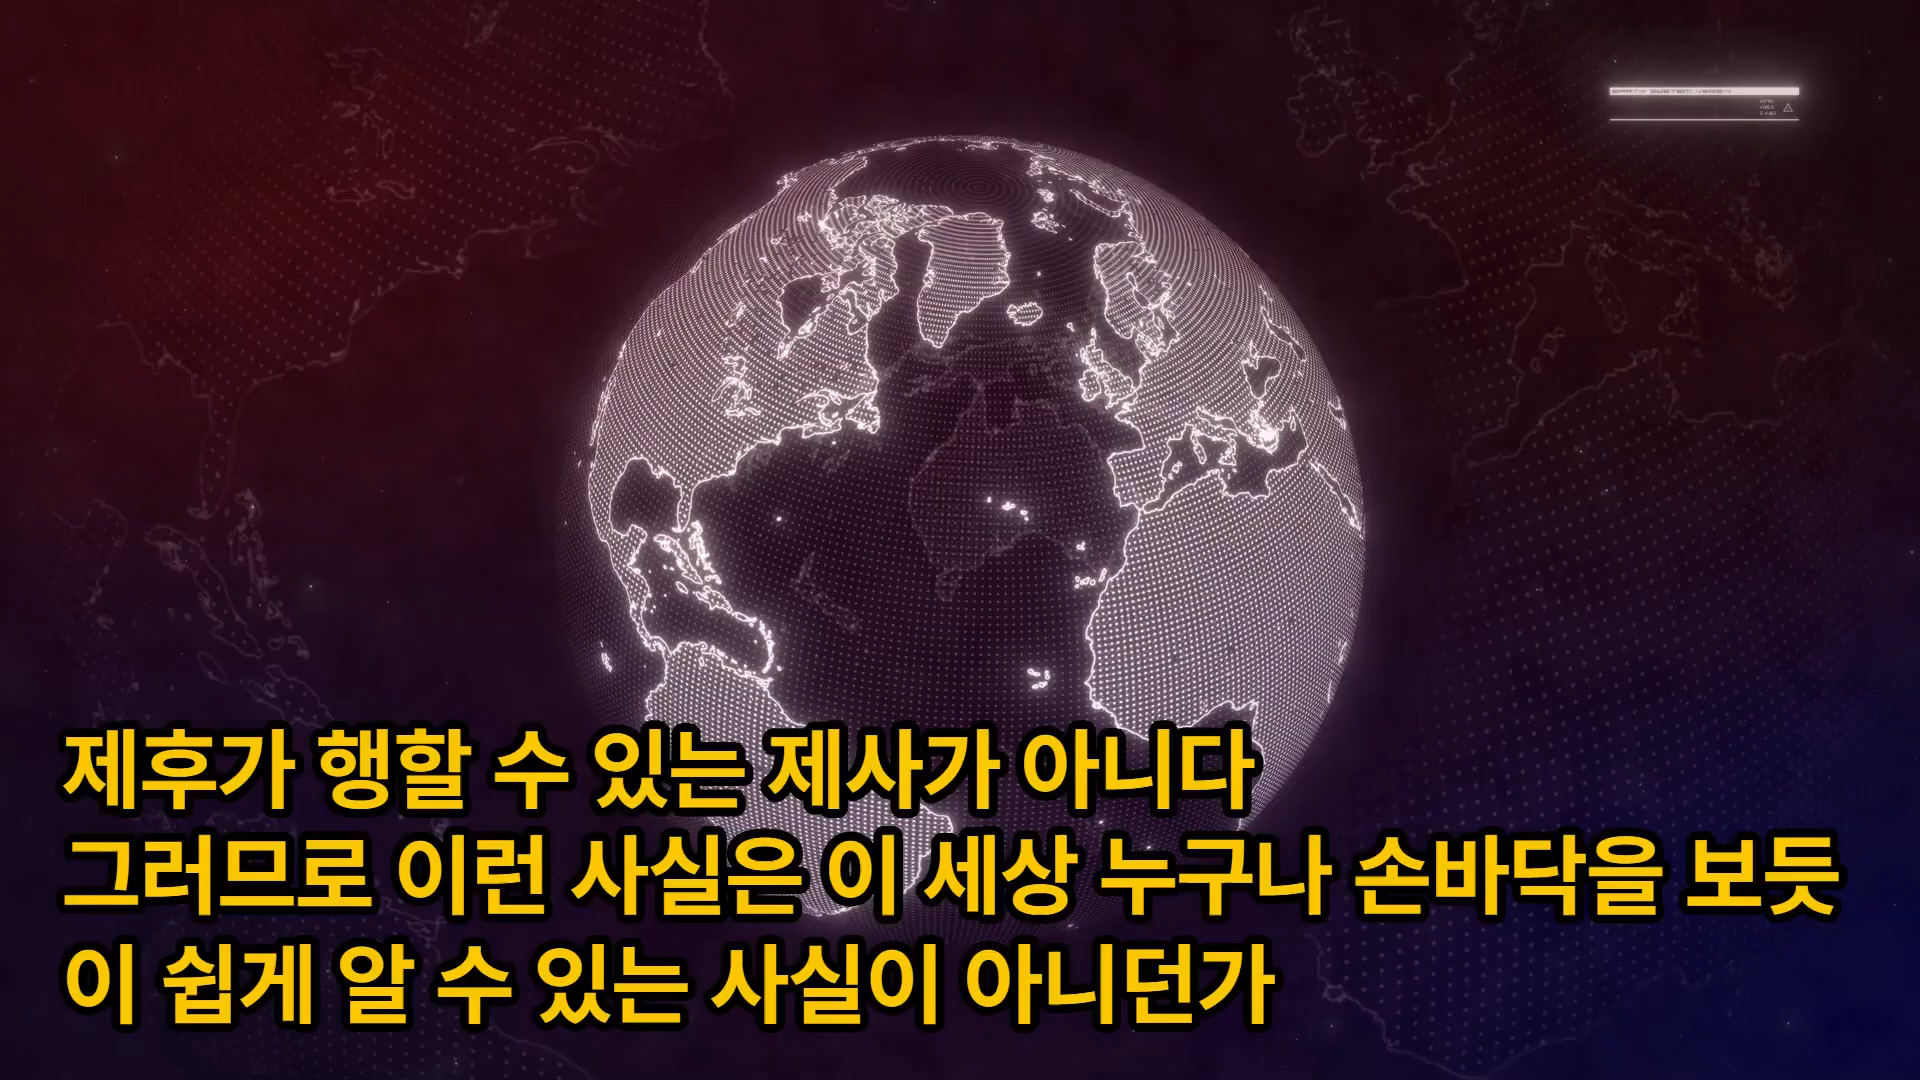 제후가 행할 수 있는 제사가 아니다
그러므로 이런 사실은 이 세상 누구나 손바닥을 보듯
이 쉽게 알 수 있는 사실이 아니던가